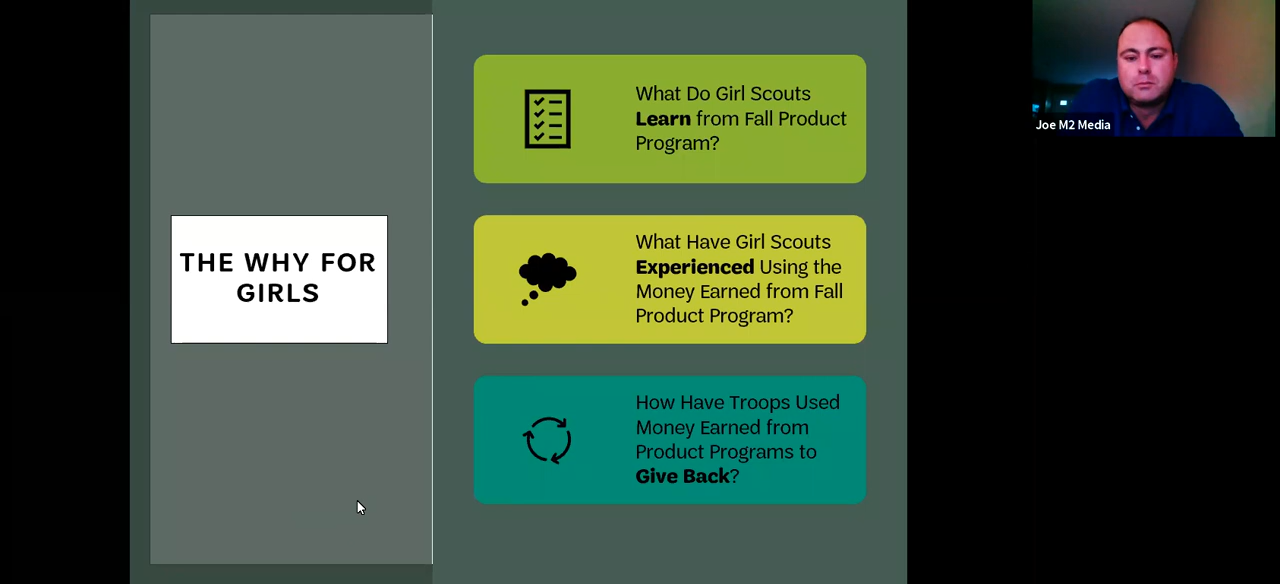 THE WHY FOR
GIRLS
What Do Girl Scouts
Learn from Fall Product
Program?
What Have Girl Scouts
Experienced Using the
Money Earned from Fall
Product Program?
How Have Troops Used
Money Earned from
Product Programs to
Give Back?
Joe M2 Media